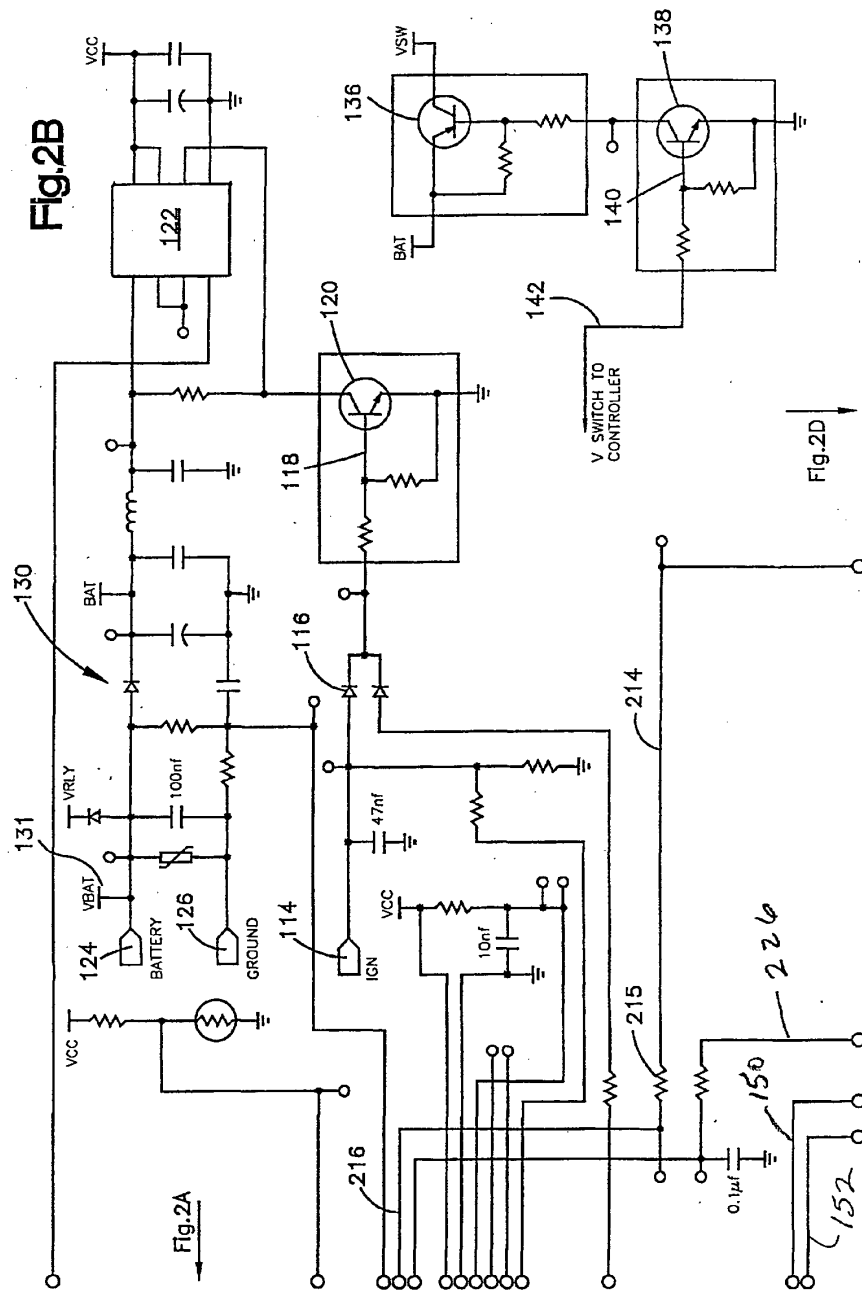 Fig.2B
VCC
122
130
BAT
VRLY
131
VBAT
100nf
124
BATTERY
126
GROUND
VCC
Fig.2A
136
VSW
BAT
138
140
142
V SWITCH TO
CONTROLLER
Fig.2D
120
118
116
114
IGN
47nf
VCC
10nf
216
214
215
226
150
152
0.1µf